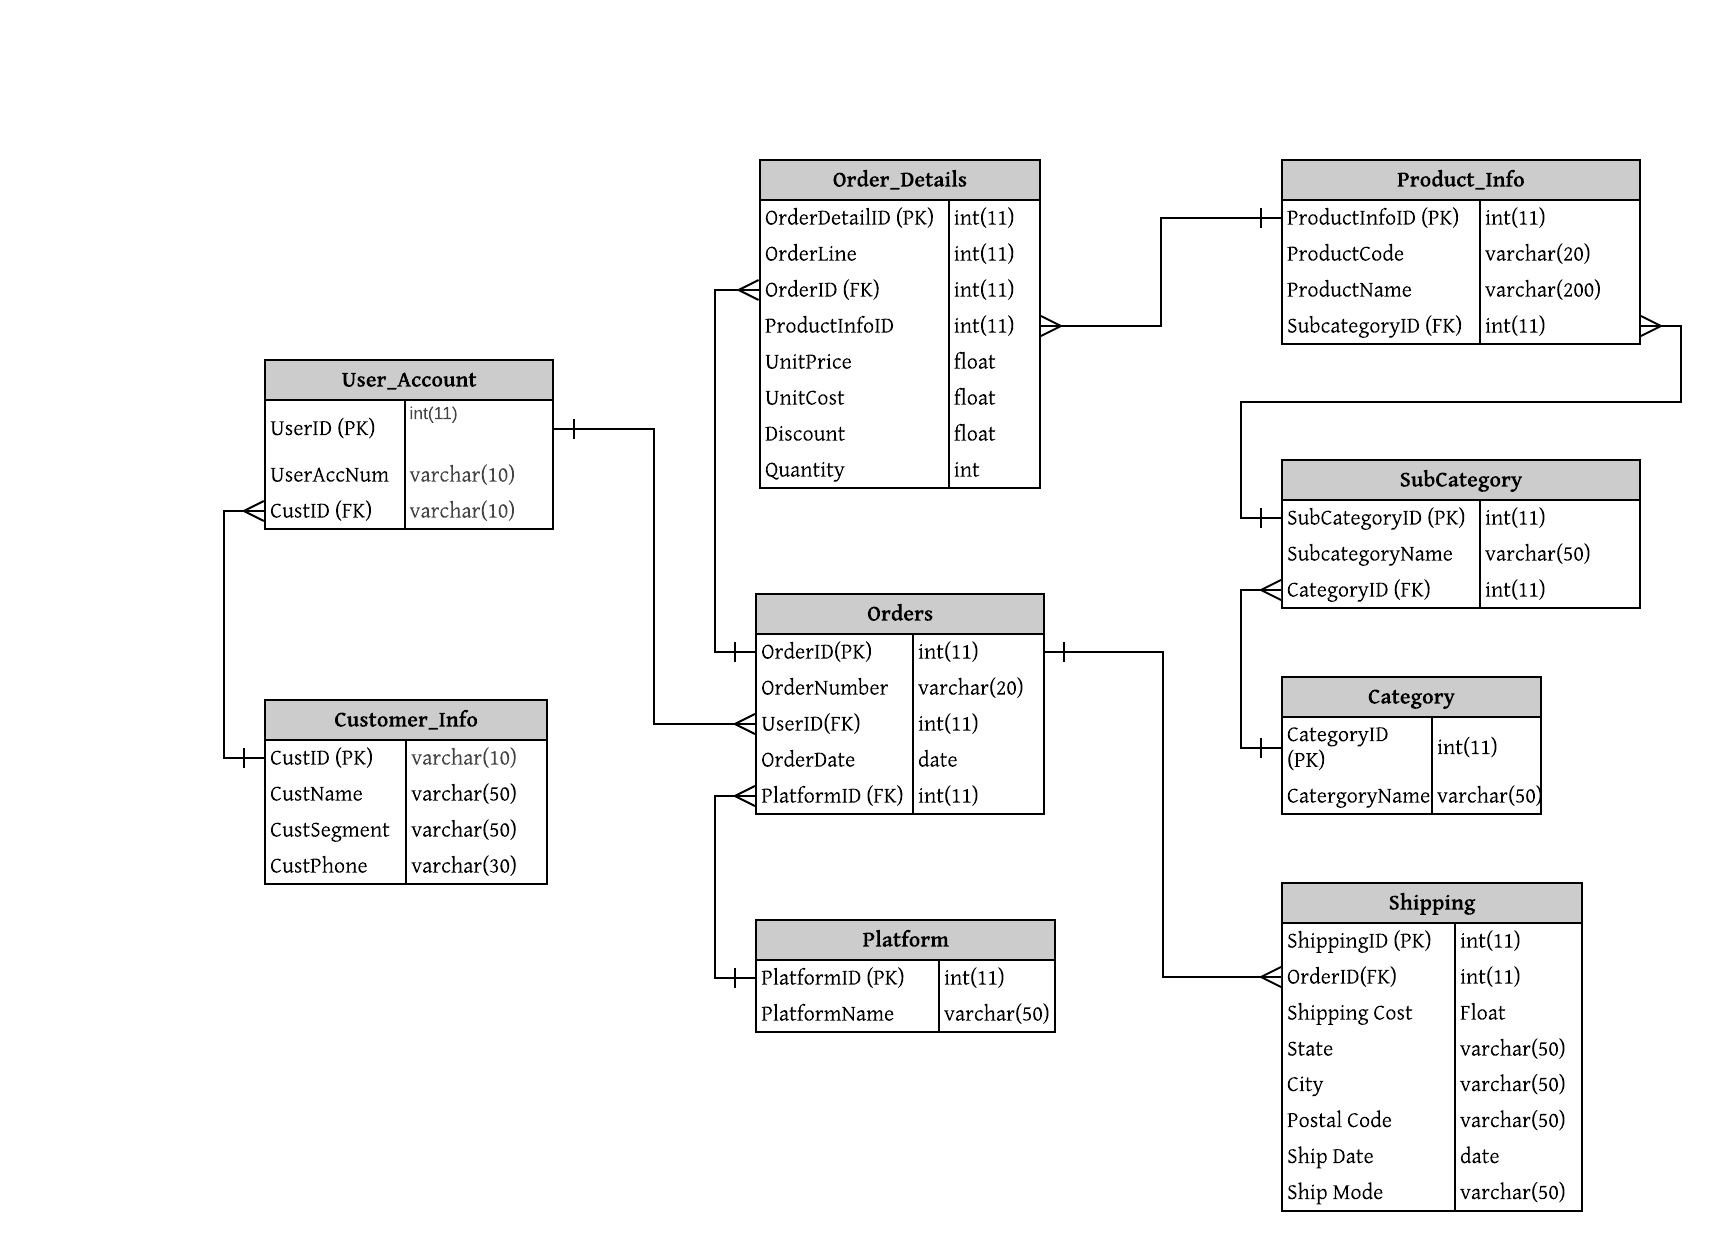 Order_Details
OrderDetailID (PK) int(11)
OrderLine int(11)
OrderID (FK) int(11)
ProductInfoID int(11)
UnitPrice float
UnitCost float
Discount float
Quantity int
Product_Info
ProductInfoID (PK) int(11)
ProductCode varchar(20)
ProductName varchar(200)
SubcategoryID (FK) int(11)
User_Account
UserID (PK) int(11)
UserAccNum varchar(10)
CustID (FK) varchar(10)
SubCategory
SubCategoryID (PK) int(11)
SubcategoryName varchar(50)
CategoryID (FK) int(11)
Orders
OrderID(PK) int(11)
OrderNumber varchar(20)
UserID(FK) int(11)
OrderDate date
PlatformID (FK) int(11)
Category
CategoryID
(PK) int(11)
CatergoryName varchar(50)
Customer_Info
CustID (PK) varchar(10)
CustName varchar(50)
CustSegment varchar(50)
CustPhone varchar(30)
Platform
PlatformID (PK) int(11)
PlatformName varchar(50)
Shipping
ShippingID (PK) int(11)
OrderID(FK) int(11)
Shipping Cost Float
State varchar(50)
City varchar(50)
Postal Code varchar(50)
Ship Date date
Ship Mode varchar(50)